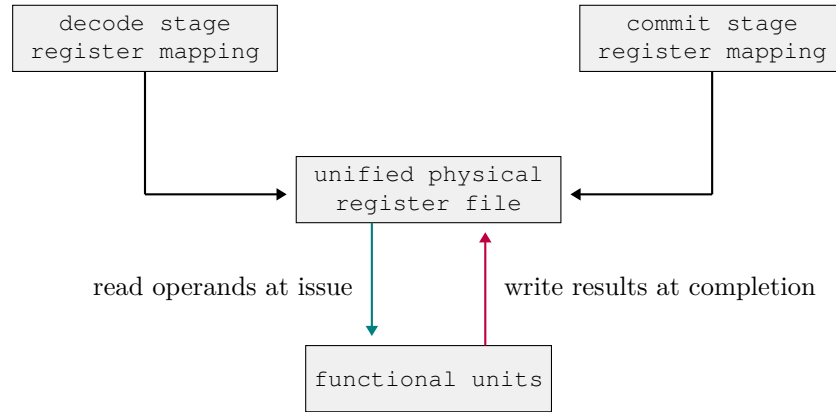 decode stage
register mapping
commit stage
register mapping
unified physical
register file
read operands at issue
write results at completion
functional units